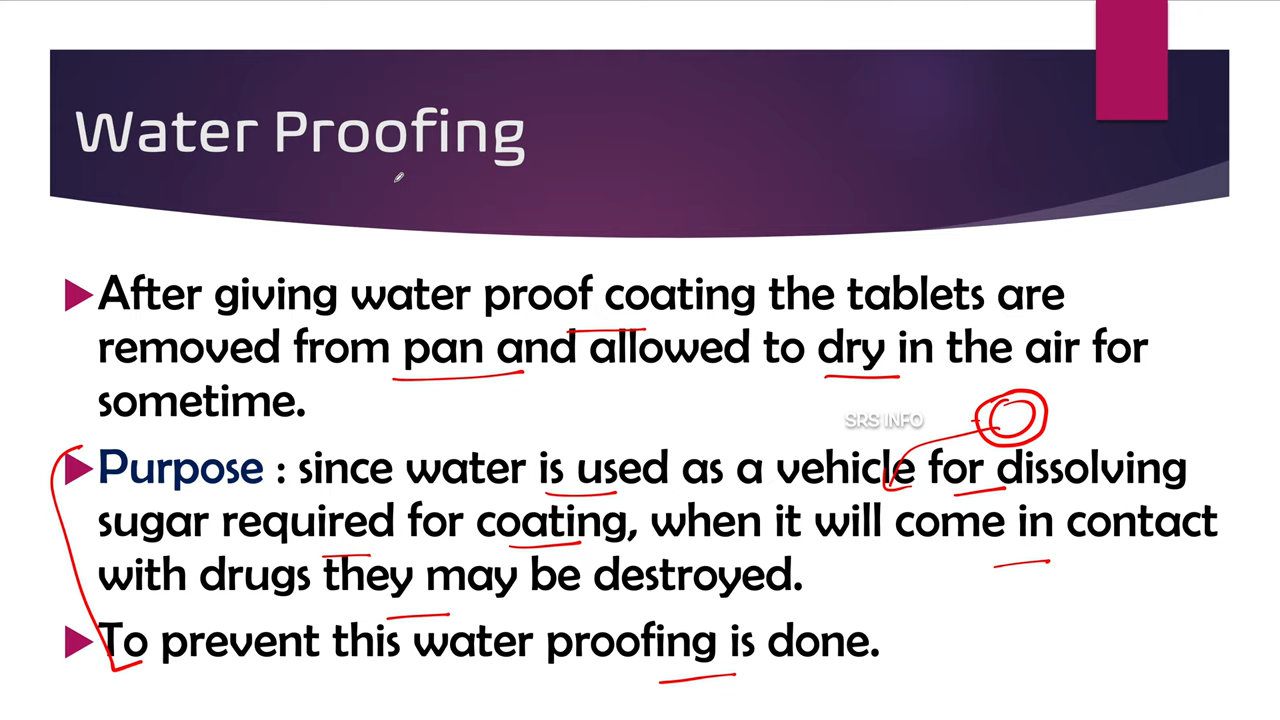 Water Proofing
After giving water proof coating the tablets are
removed from pan and allowed to dry in the air for
sometime.
SRS INFO
Purpose : since water is used as a vehicle for dissolving
sugar required for coating, when it will come in contact
with drugs they may be destroyed.
To prevent this water proofing is done.